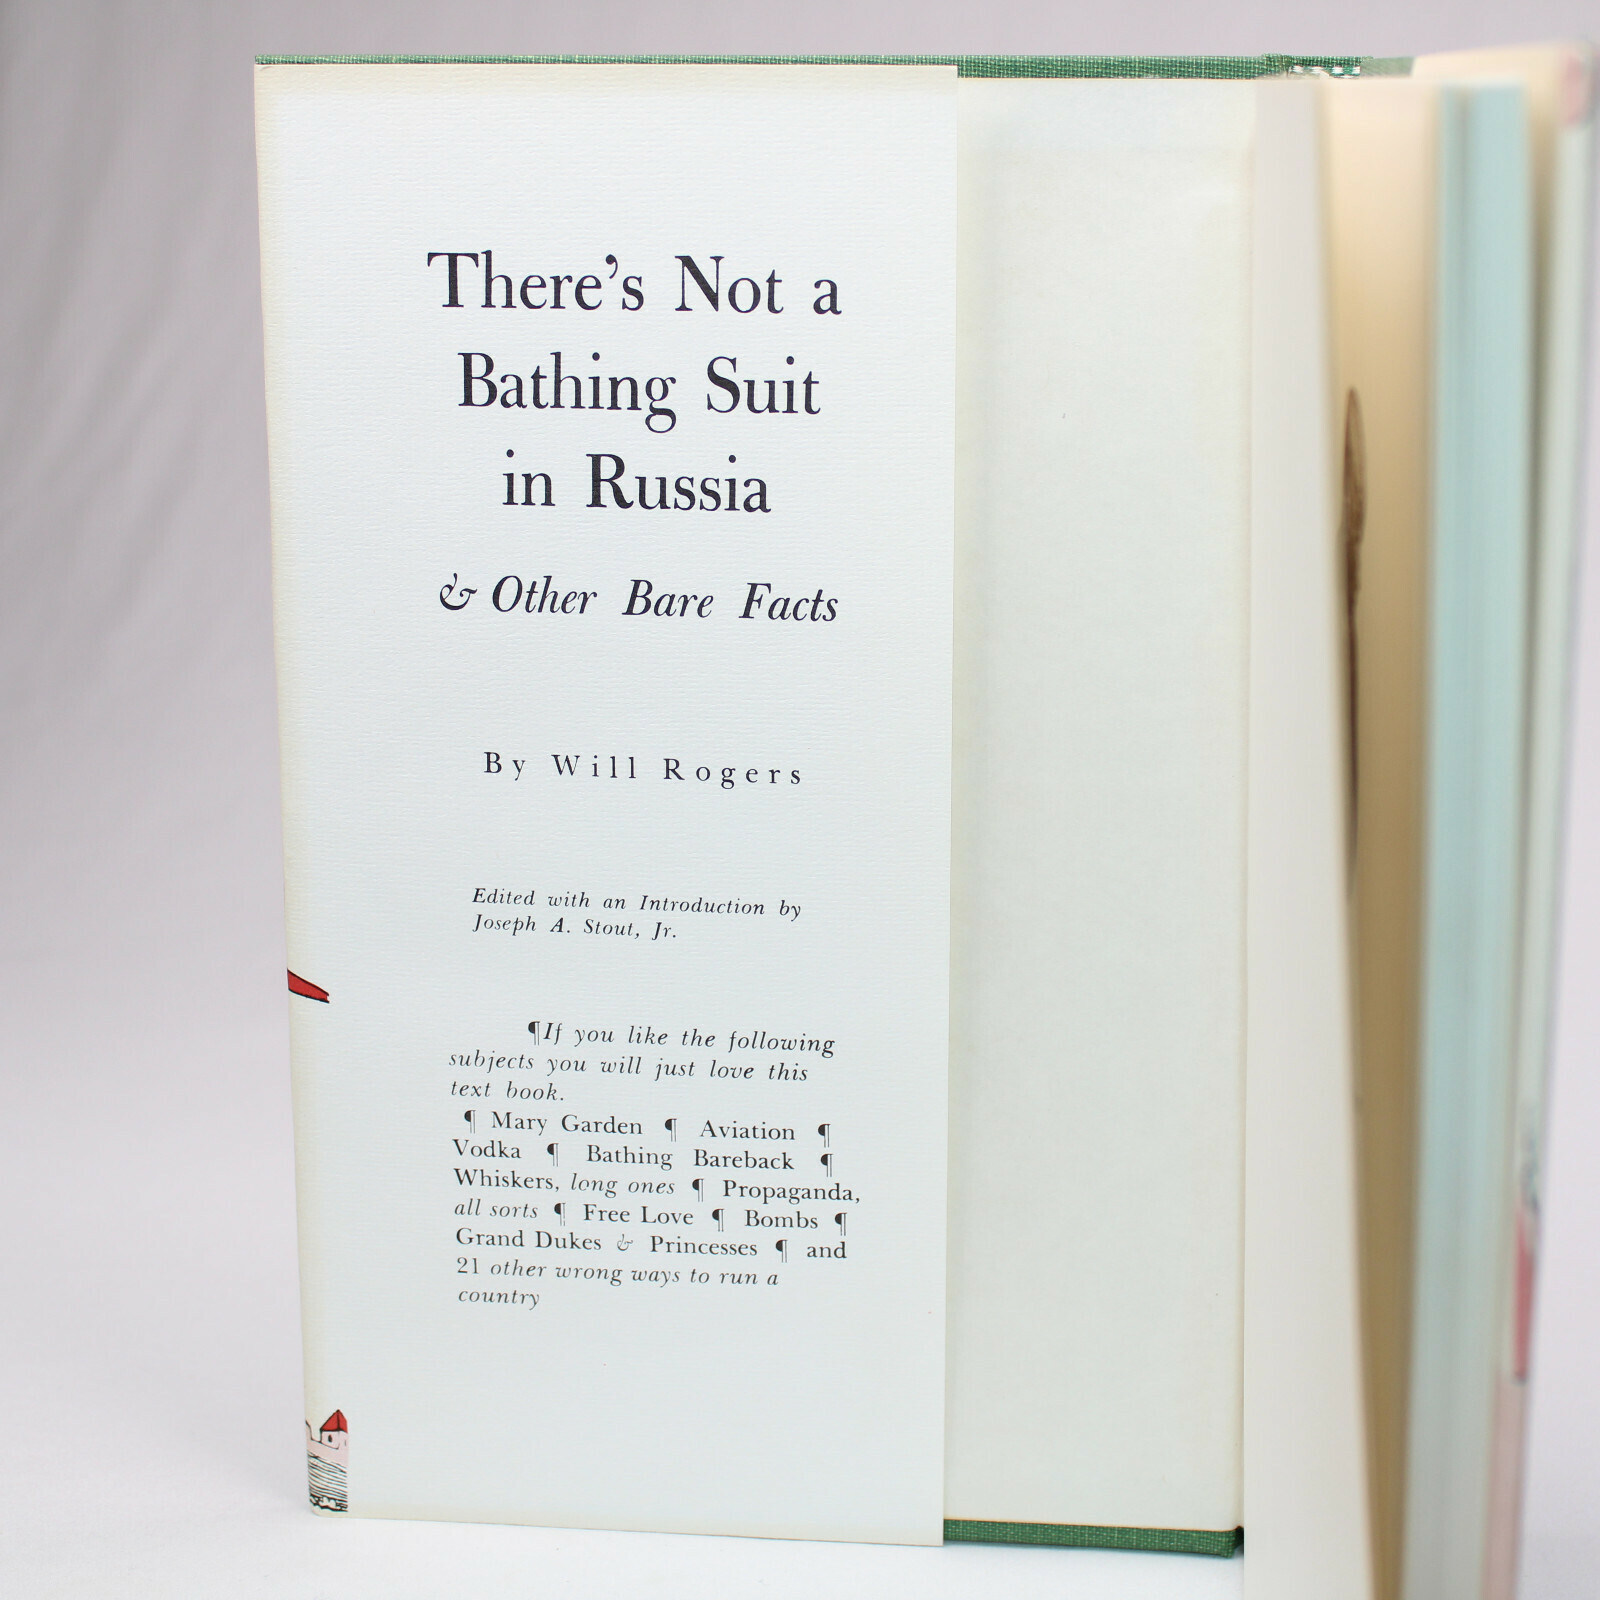 There's Not a
Bathing Suit
in Russia
& Other Bare Facts
By Will Rogers
Edited with an Introduction by
Joseph A. Stout, Jr.
¶If you like the following
subjects you will just love this
text book.
¶ Mary Garden ¶ Aviation ¶
Vodka ¶ Bathing Bareback ¶
Whiskers, long ones ¶ Propaganda,
all sorts ¶ Free Love ¶ Bombs ¶
Grand Dukes & Princesses ¶ and
21 other wrong ways to run a
country